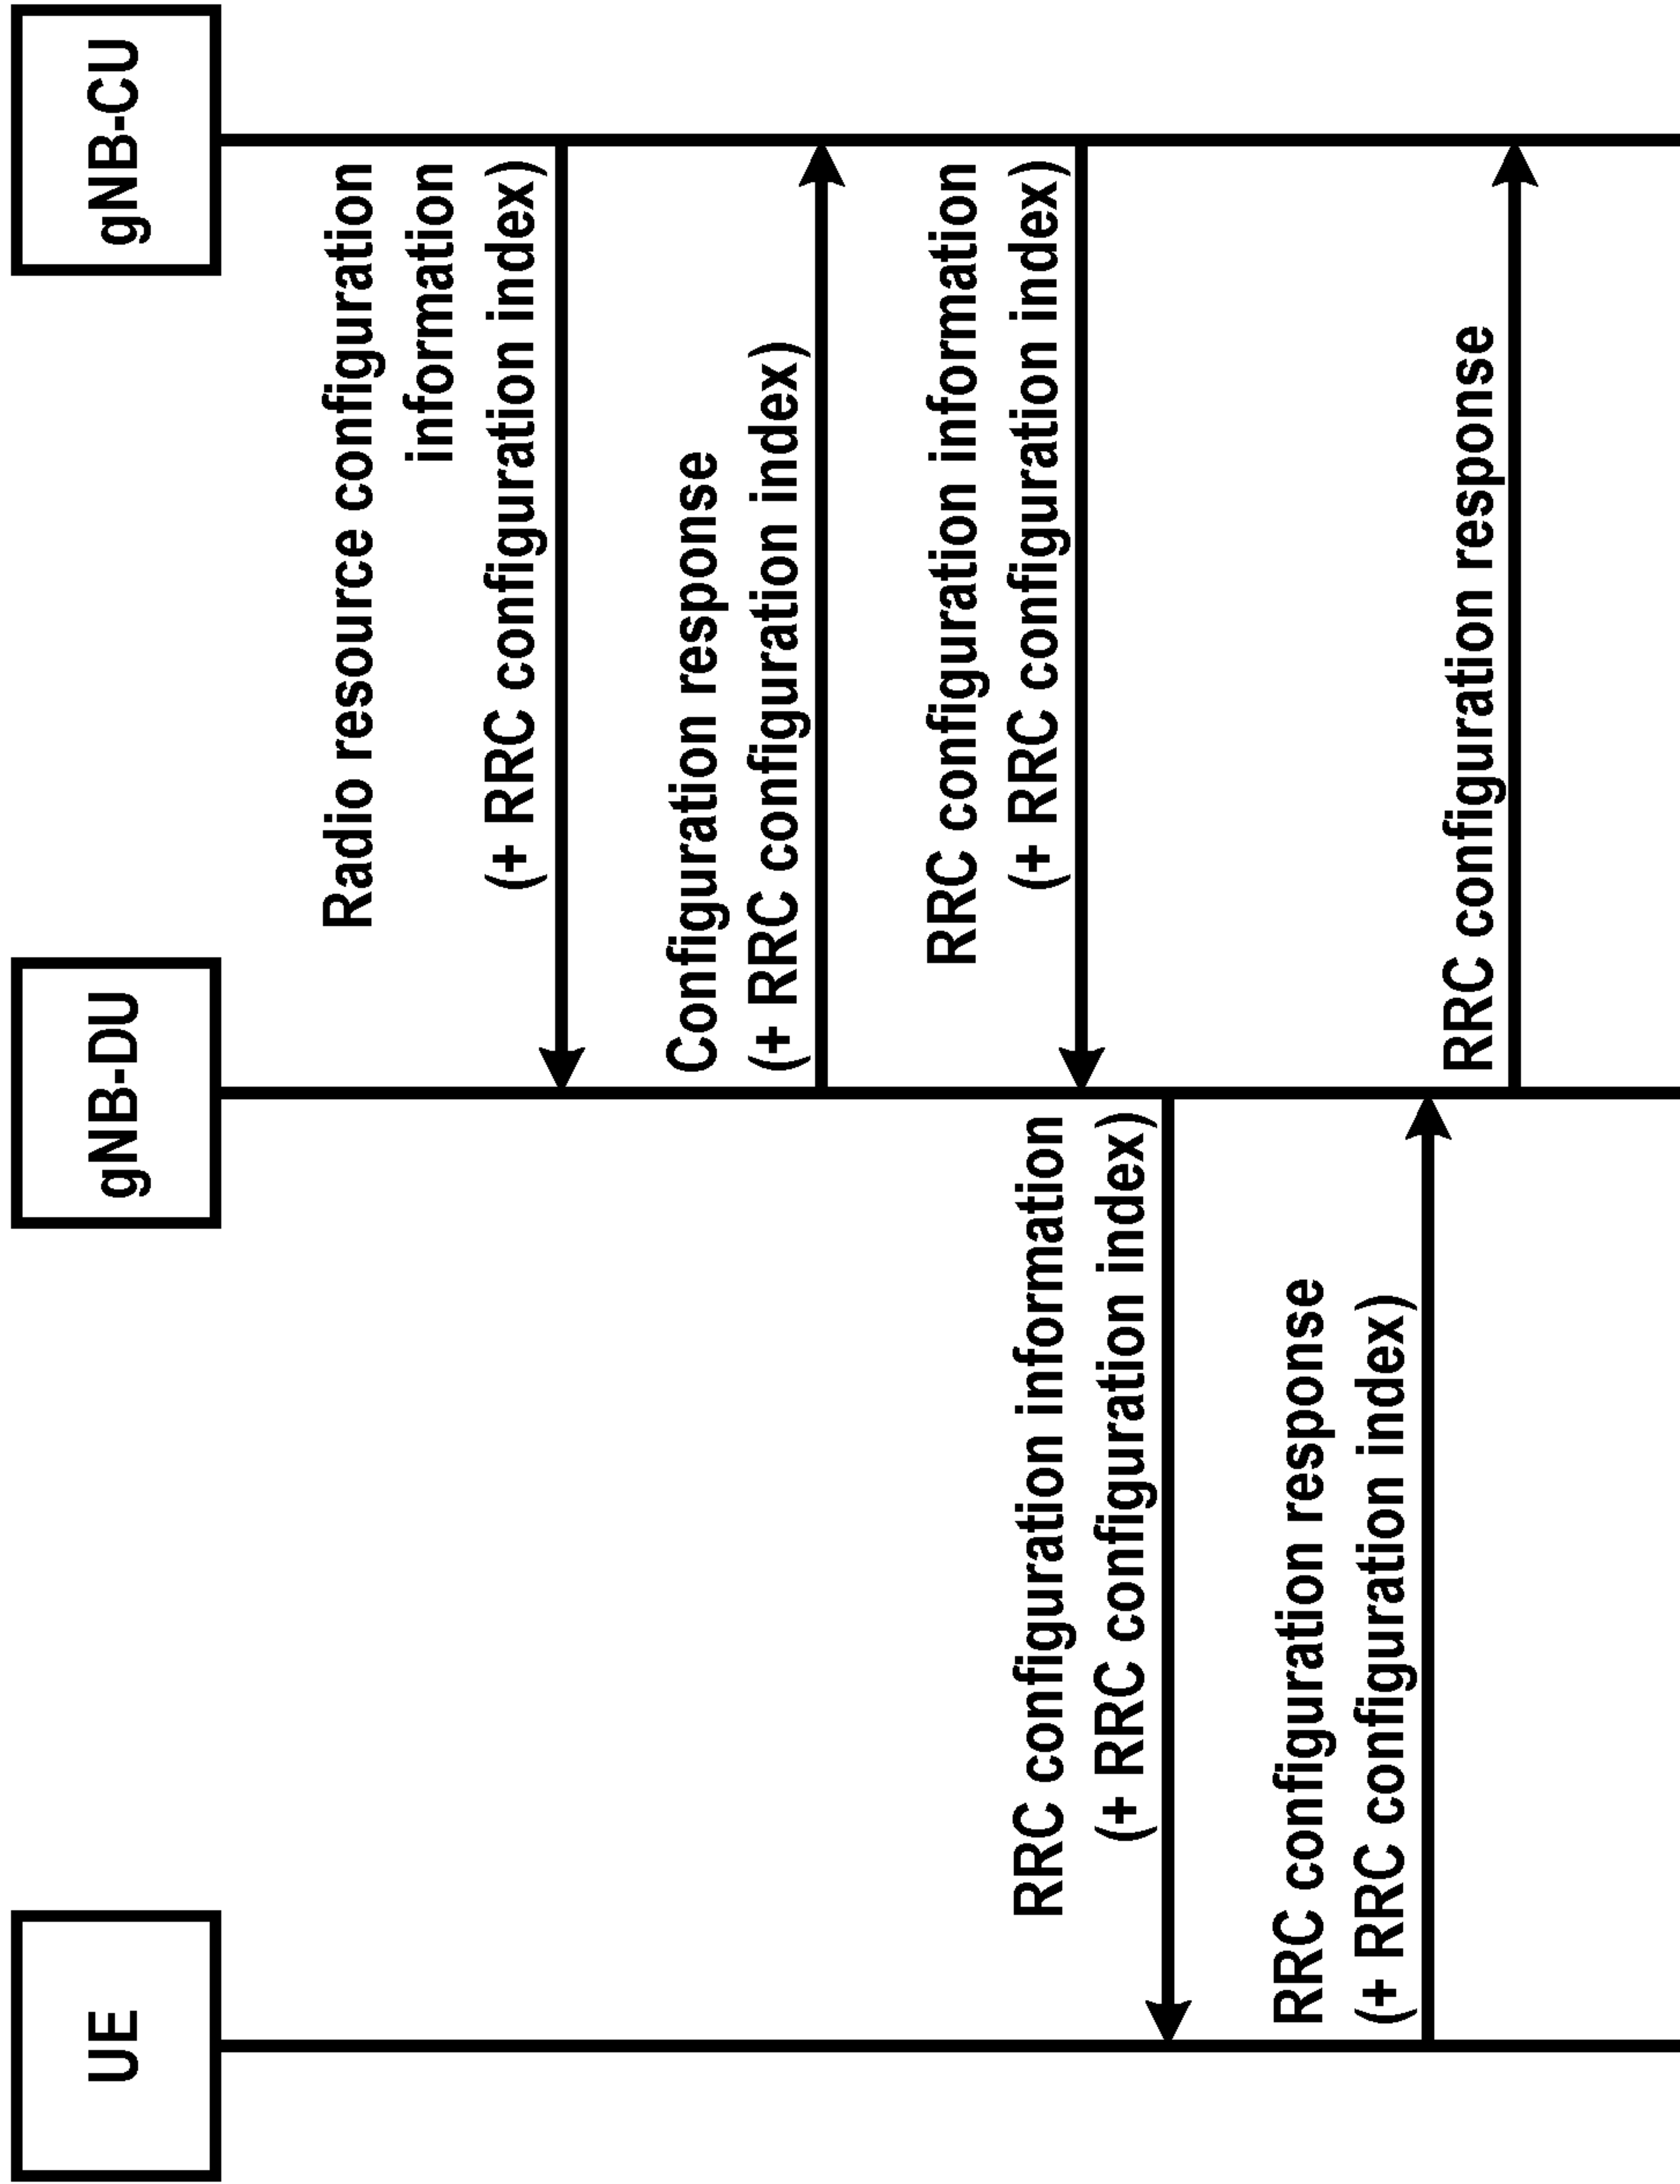 UE
gNB-DU
gNB-CU
Radio resource configuration
information
(+ RRC configuration index)
Configuration response
(+ RRC configuration index)
RRC configuration information
(+ RRC configuration index)
RRC configuration information
(+ RRC configuration index)
RRC configuration response
(+ RRC configuration index)
RRC configuration response